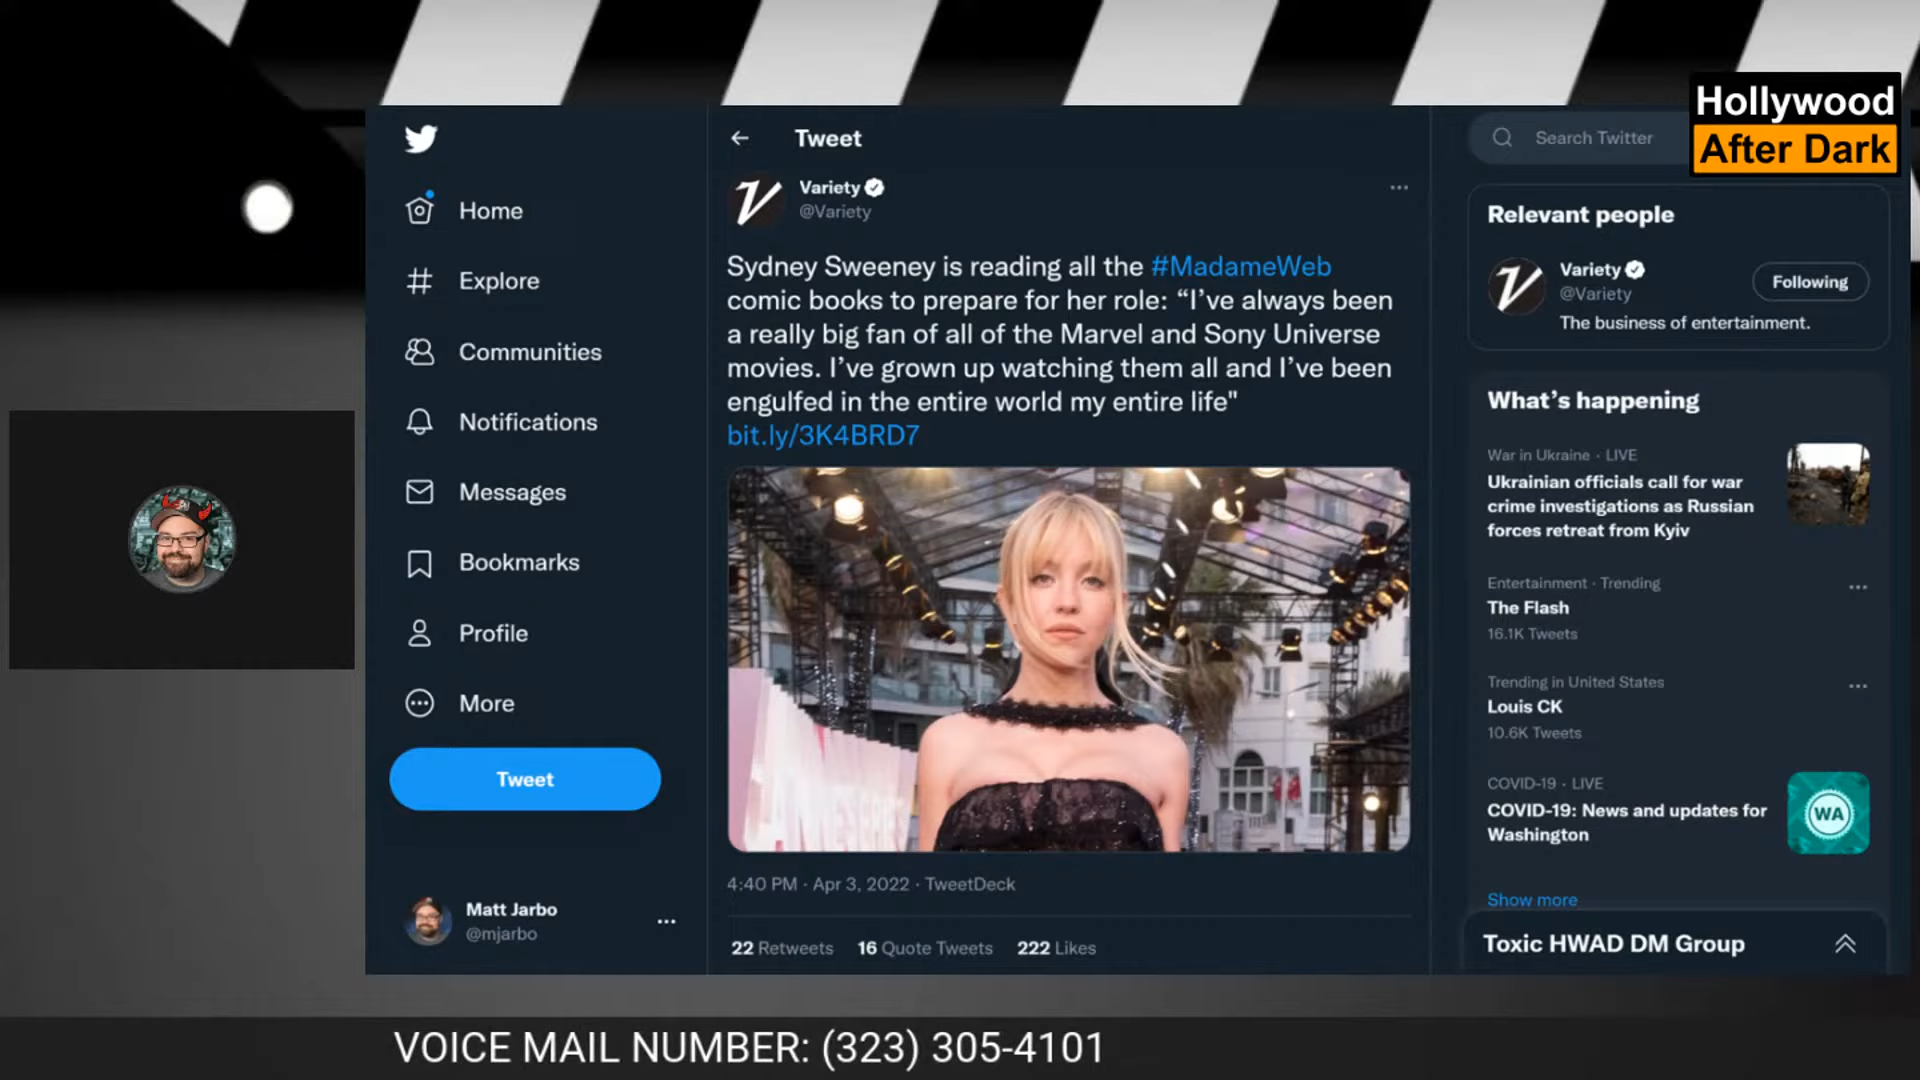 Hollywood
After Dark
Home
Explore
Communities
Notifications
Messages
Bookmarks
Profile
More
Tweet
Matt Jarbo
@mjarbo
Tweet
Variety
@Variety
Sydney Sweeney is reading all the #MadameWeb
comic books to prepare for her role: “I’ve always been
a really big fan of all of the Marvel and Sony Universe
movies. I’ve grown up watching them all and I’ve been
engulfed in the entire world my entire life"
bit.ly/3K4BRD7
4:40 PM · Apr 3, 2022 · TweetDeck
22 Retweets 16 Quote Tweets 222 Likes
Search Twitter
Relevant people
Variety
@Variety
Following
The business of entertainment.
What’s happening
War in Ukraine · LIVE
Ukrainian officials call for war
crime investigations as Russian
forces retreat from Kyiv
Entertainment · Trending
The Flash
16.1K Tweets
Trending in United States
Louis CK
10.6K Tweets
COVID-19 · LIVE
COVID-19: News and updates for
Washington
WA
Show more
Toxic HWAD DM Group
VOICE MAIL NUMBER: (323) 305-4101